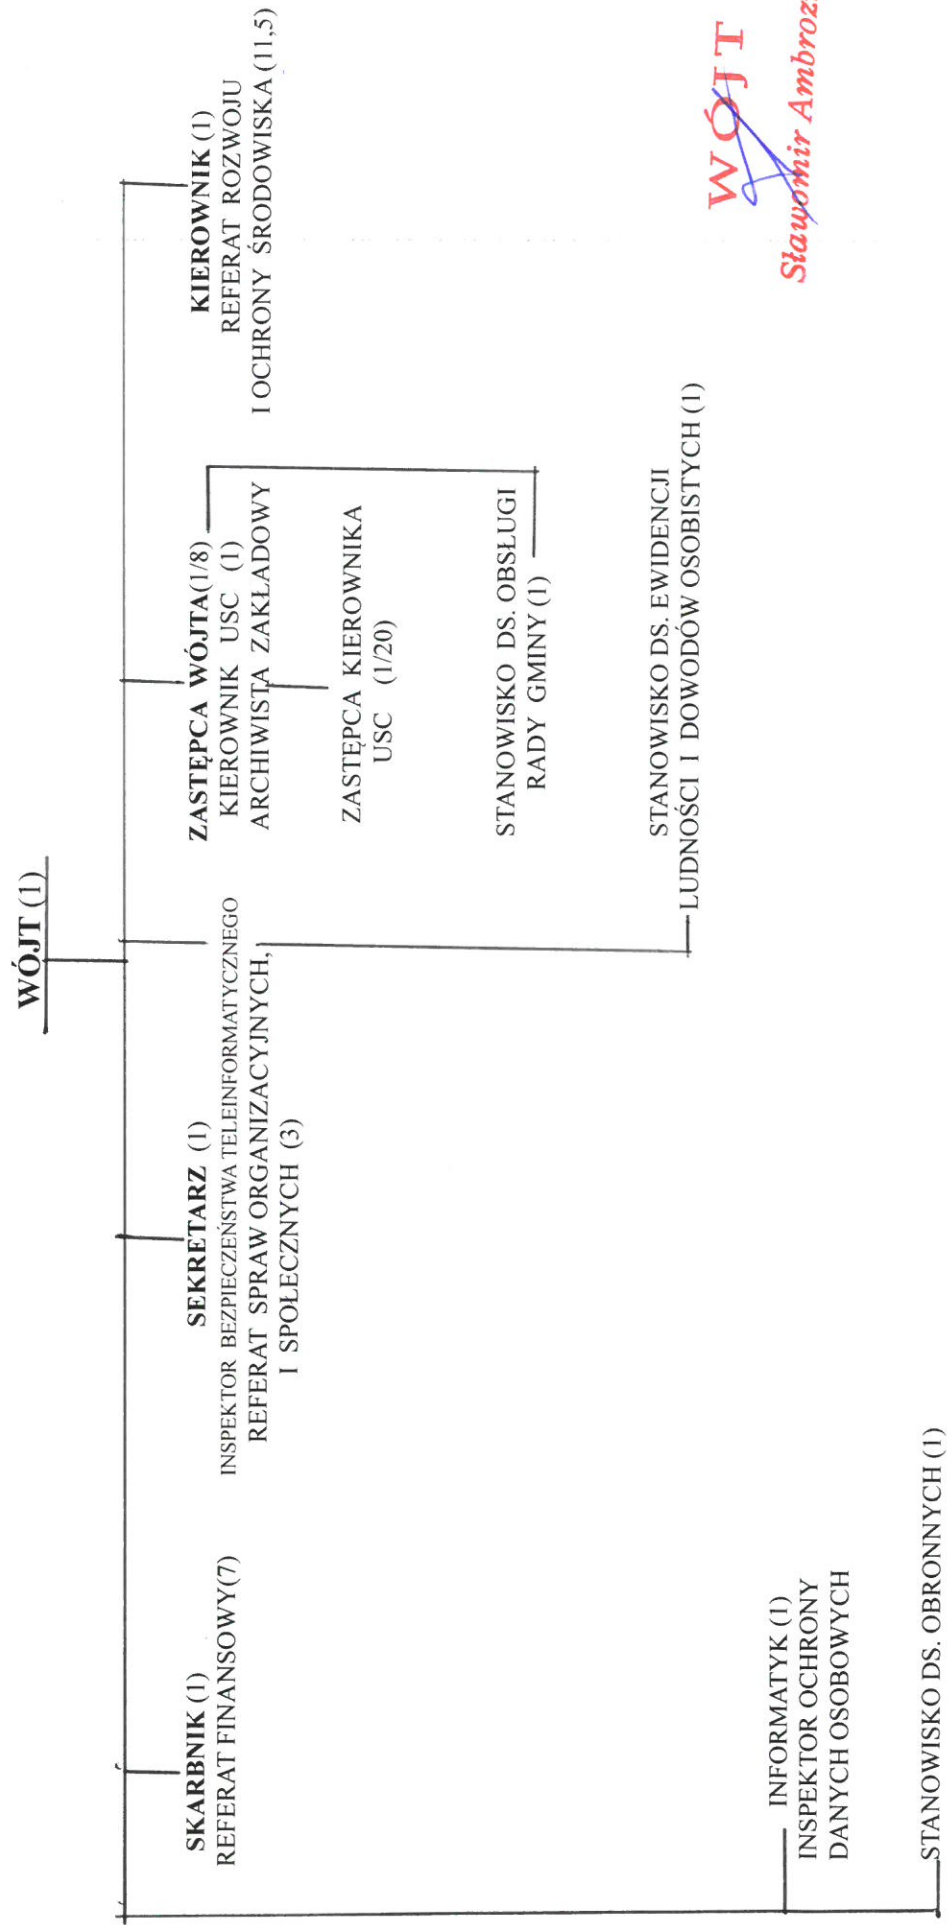 WÓJT (1)
SKARBNIK (1)
REFERAT FINANSOWY(7)
SEKRETARZ (1)
INSPEKTOR BEZPIECZEŃSTWA TELEINFORMATYCZNEGO
REFERAT SPRAW ORGANIZACYJNYCH,
I SPOŁECZNYCH (3)
ZASTĘPCA WÓJTA(1/8)
KIEROWNIK USC (1)
ARCHIWISTA ZAKŁADOWY
ZASTĘPCA KIEROWNIKA
USC (1/20)
STANOWISKO DS. OBSŁUGI
RADY GMINY (1)
STANOWISKO DS. EWIDENCJI
LUDNOŚCI I DOWODÓW OSOBISTYCH (1)
KIEROWNIK (1)
REFERAT ROZWOJU
I OCHRONY ŚRODOWISKA (11,5)
INFORMATYK (1)
INSPEKTOR OCHRONY
DANYCH OSOBOWYCH
STANOWISKO DS. OBRONNYCH (1)
WÓJT
Sławomir